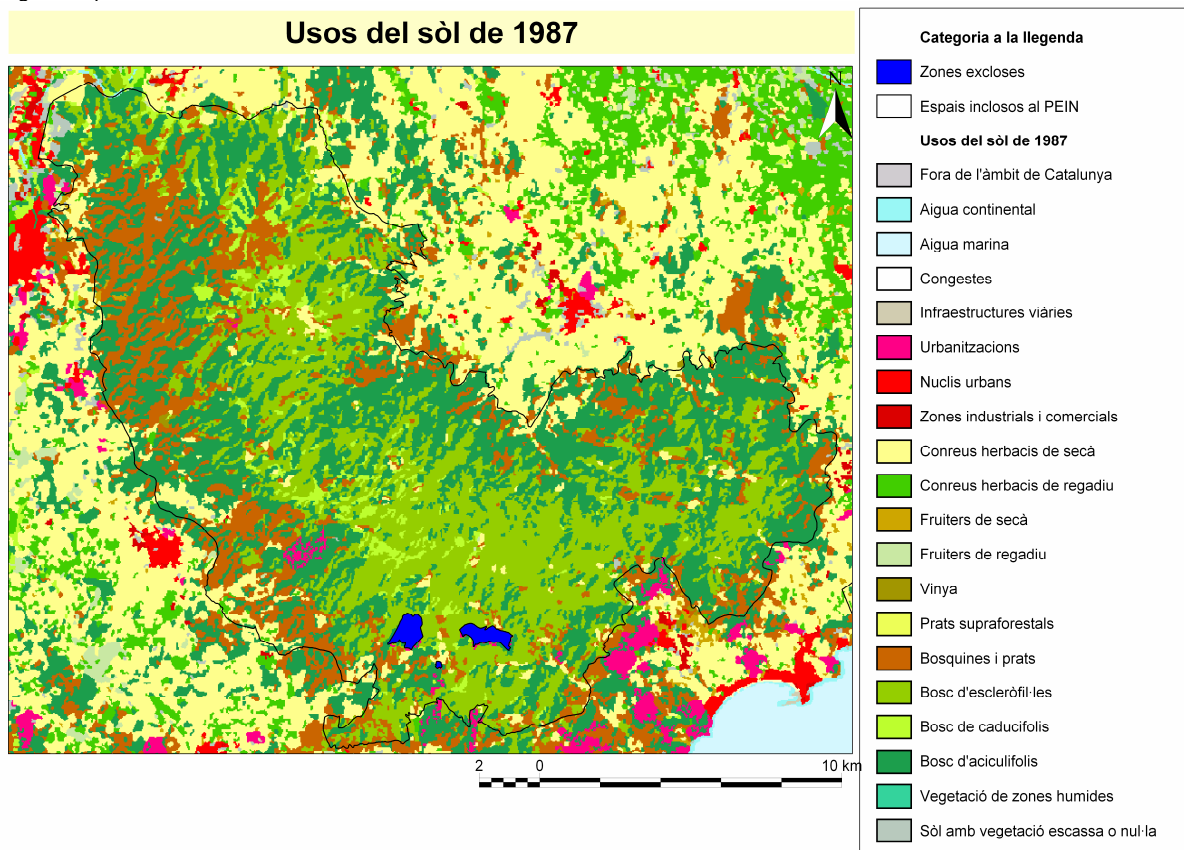 Usos del sòl de 1987
N
2
0
10 km
Categoria a la llegenda
Zones excloses
Espais inclosos al PEIN
Usos del sòl de 1987
Fora de l'àmbit de Catalunya
Aigua continental
Aigua marina
Congestes
Infraestructures viáries
Urbanitzacions
Nuclis urbans
Zones industrials i comercials
Conreus herbacis de secà
Conreus herbacis de regadiu
Fruiters de secà
Fruiters de regadiu
Vinya
Prats supraforestals
Bosquines i prats
Bosc d'escleròfil·les
Bosc de caducifolis
Bosc d'aciculifolis
Vegetació de zones humides
Sòl amb vegetació escassa o nul·la